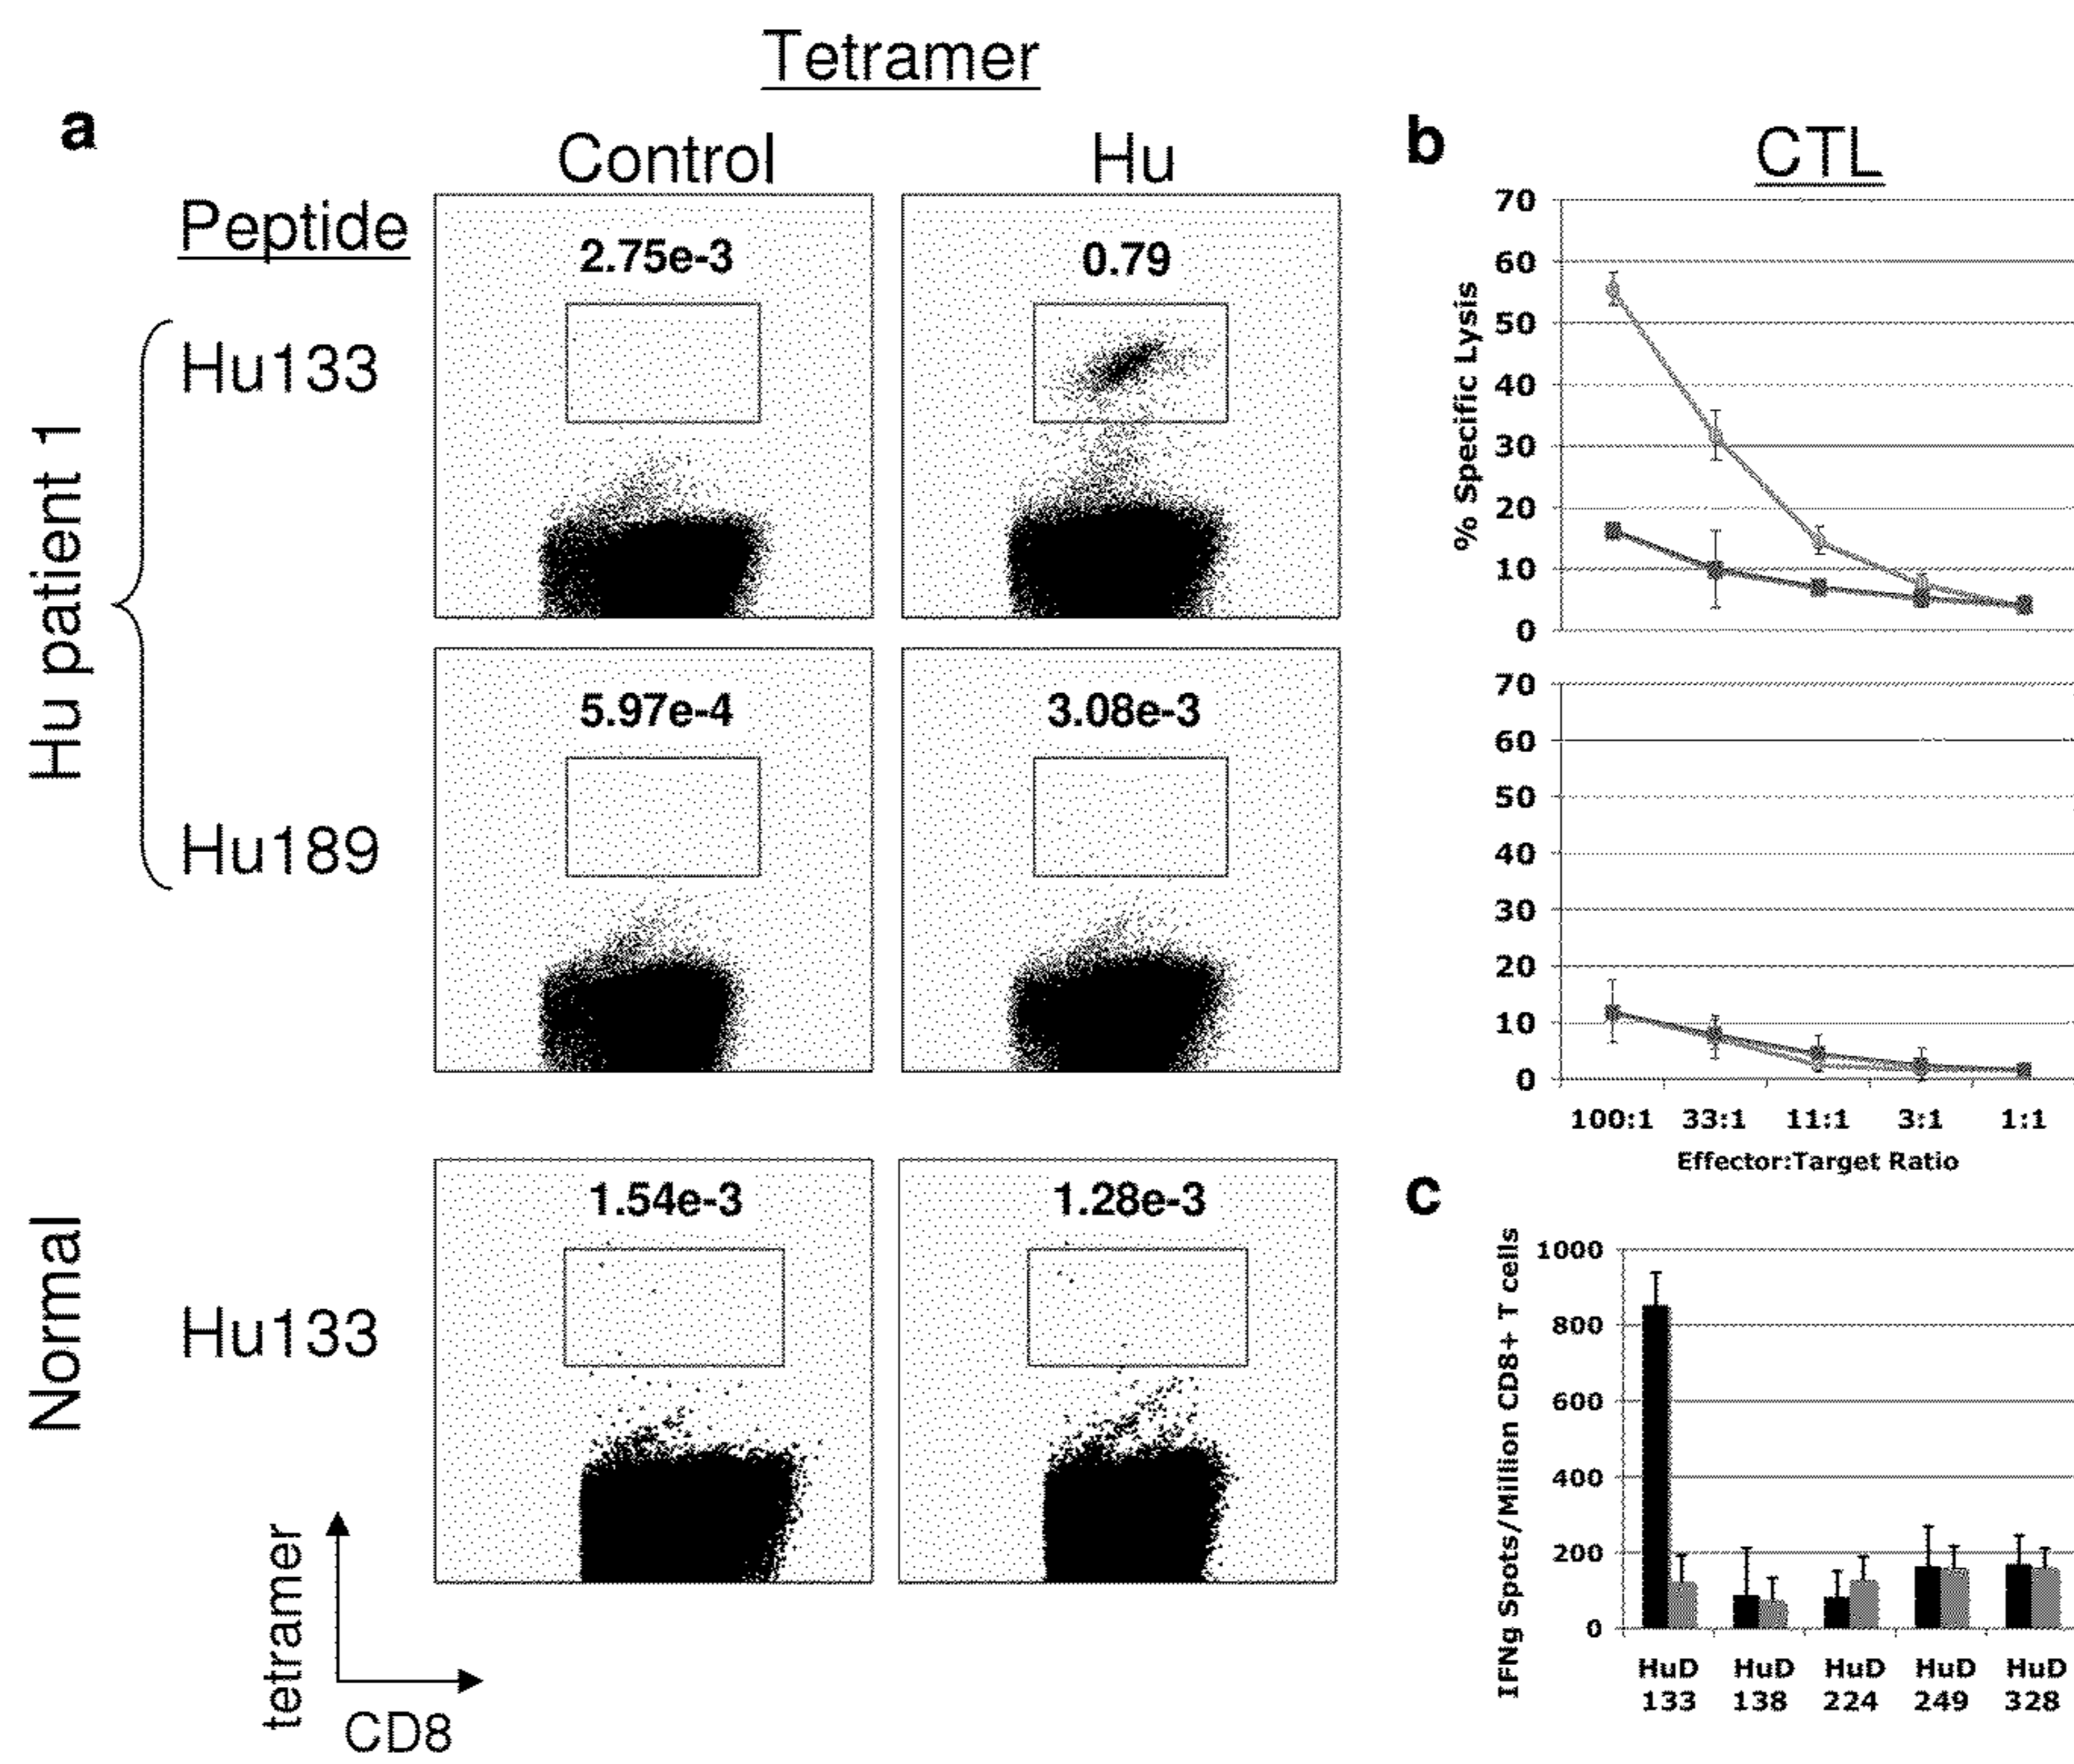 Tetramer
a
Control
Hu
Peptide
Hu patient 1
Hu133
2.75e-3
0.79
Hu189
5.97e-4
3.08e-3
Normal
Hu133
1.54e-3
1.28e-3
tetramer
CD8
b
CTL
% Specific Lysis
70
60
50
40
30
20
10
0
70
60
50
40
30
20
10
0
100:1 33:1 11:1 3:1 1:1
Effector:Target Ratio
c
IFNg Spots/Million CD8+ T cells
1000
800
600
400
200
0
HuD HuD HuD HuD HuD
133 138 224 249 328